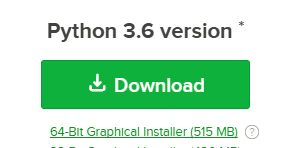 Python 3.6 version *
Download
64-Bit Graphical Installer (515 MB) ?